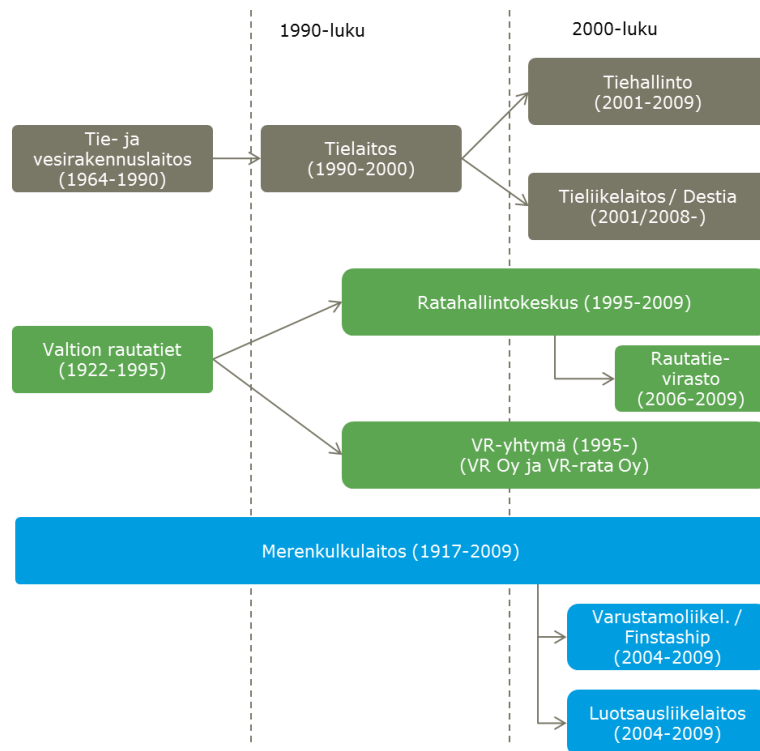 1990-luku
2000-luku
Tiehallinto
(2001-2009)
Tie- ja
vesirakennuslaitos
(1964-1990)
Tielaitos
(1990-2000)
Tieliikelaitos / Destia
(2001/2008-)
Ratahallintokeskus (1995-2009)
Valtion rautatiet
(1922-1995)
Rautatie-
virasto
(2006-2009)
VR-yhtymä (1995-)
(VR Oy ja VR-rata Oy)
Merenkulkulaitos (1917-2009)
Varustamoliikel. /
Finstaship
(2004-2009)
Luotsausliikelaitos
(2004-2009)